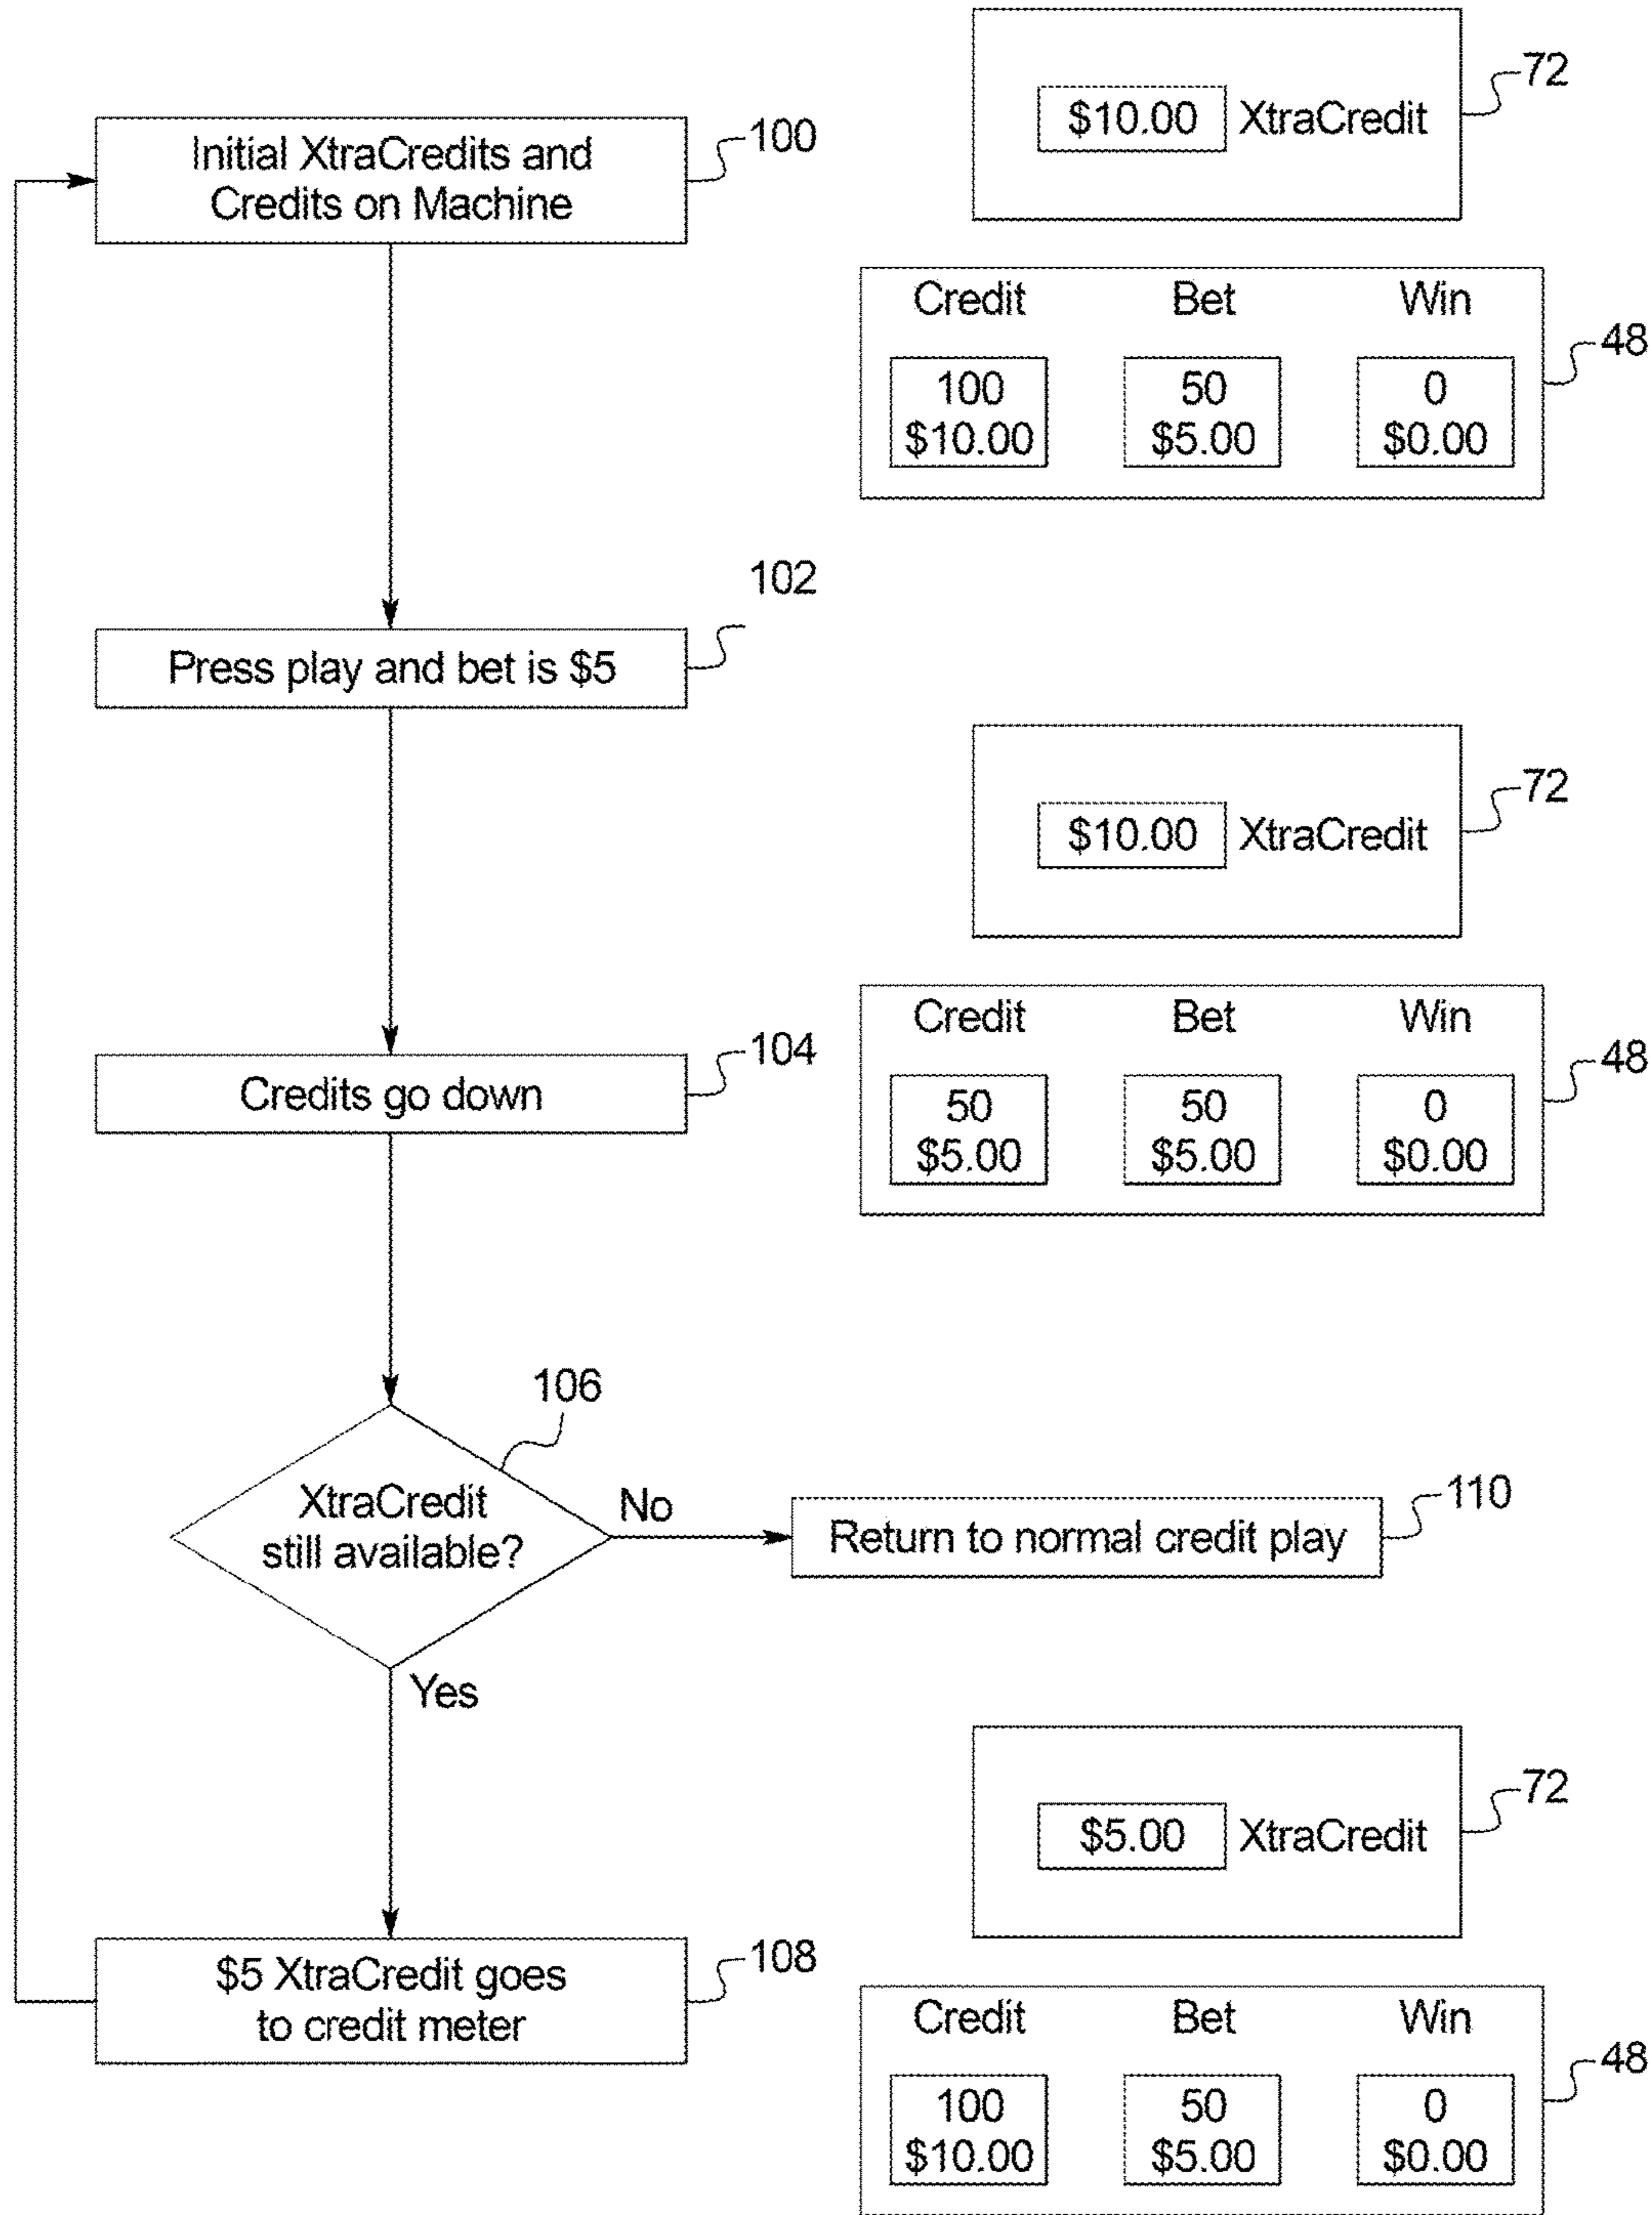 $10.00 XtraCredit
72
Initial XtraCredits and
Credits on Machine
100
Credit Bet Win
100 50 0
$10.00 $5.00 $0.00
48
102
Press play and bet is $5
$10.00 XtraCredit
72
Credits go down
104
Credit Bet Win
50 50 0
$5.00 $5.00 $0.00
48
106
XtraCredit
still available?
No
Return to normal credit play
110
Yes
$5.00 XtraCredit
72
$5 XtraCredit goes
to credit meter
108
Credit Bet Win
100 50 0
$10.00 $5.00 $0.00
48